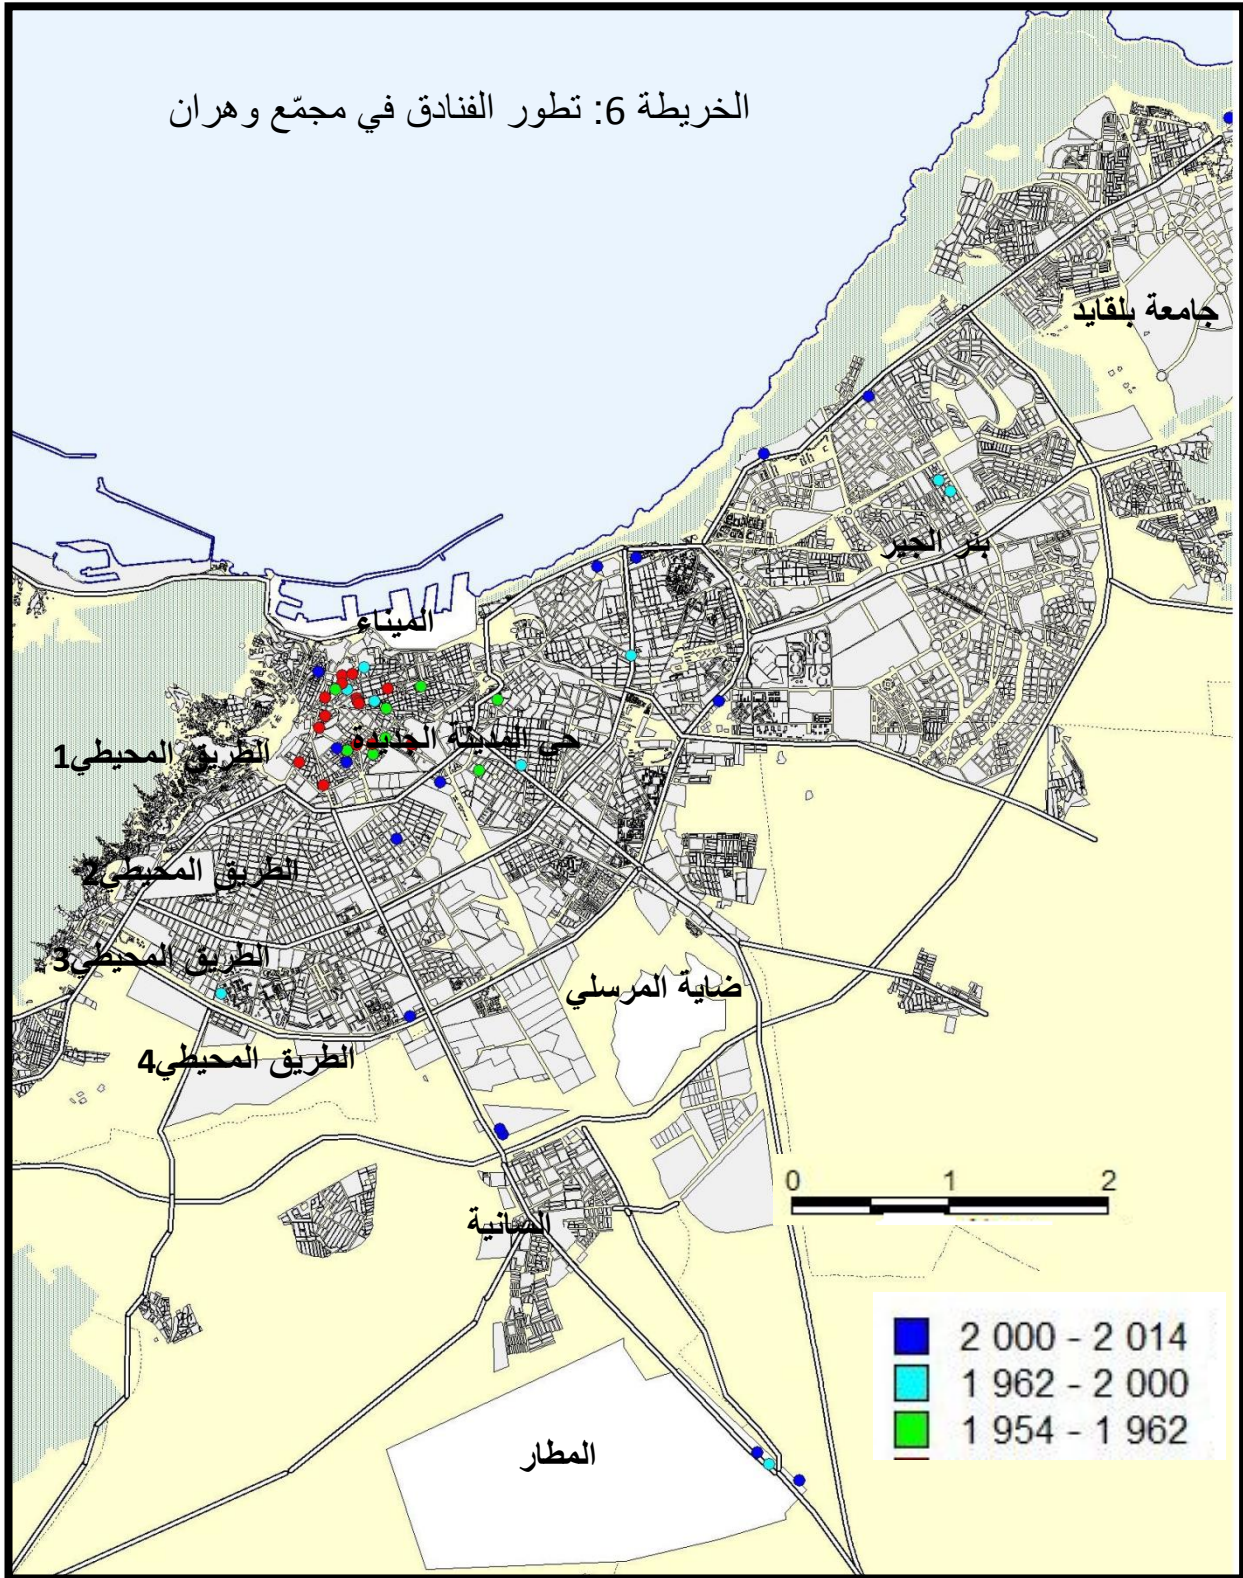 الخريطة 6: تطور الفنادق في مجمّع وهران
جامعة بلقايد
بئر الجير
الميناء
حي المدينة الجديدة
الطريق المحيطي1
الطريق المحيطي2
الطريق المحيطي3
ضاية المرسلي
الطريق المحيطي4
0 1 2
السانية
2 000 - 2 014
1 962 - 2 000
1 954 - 1 962
المطار